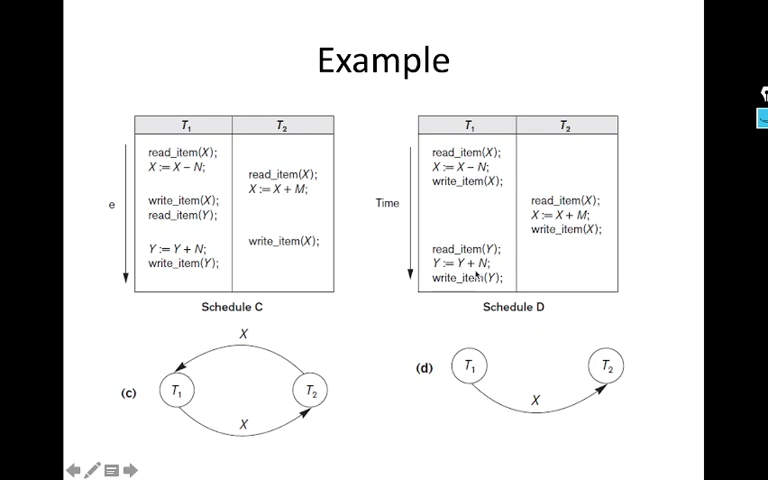 Example
T1 T2
read_item(X);
X := X – N;
read_item(X);
X := X + M;
write_item(X);
read_item(Y);
write_item(X);
Y := Y + N;
write_item(Y);
e
Schedule C
T1 T2
read_item(X);
X := X – N;
write_item(X);
read_item(X);
X := X + M;
write_item(X);
read_item(Y);
Y := Y + N;
write_item(Y);
Time
Schedule D
X
(c) T1 T2
X
(d) T1 T2
X